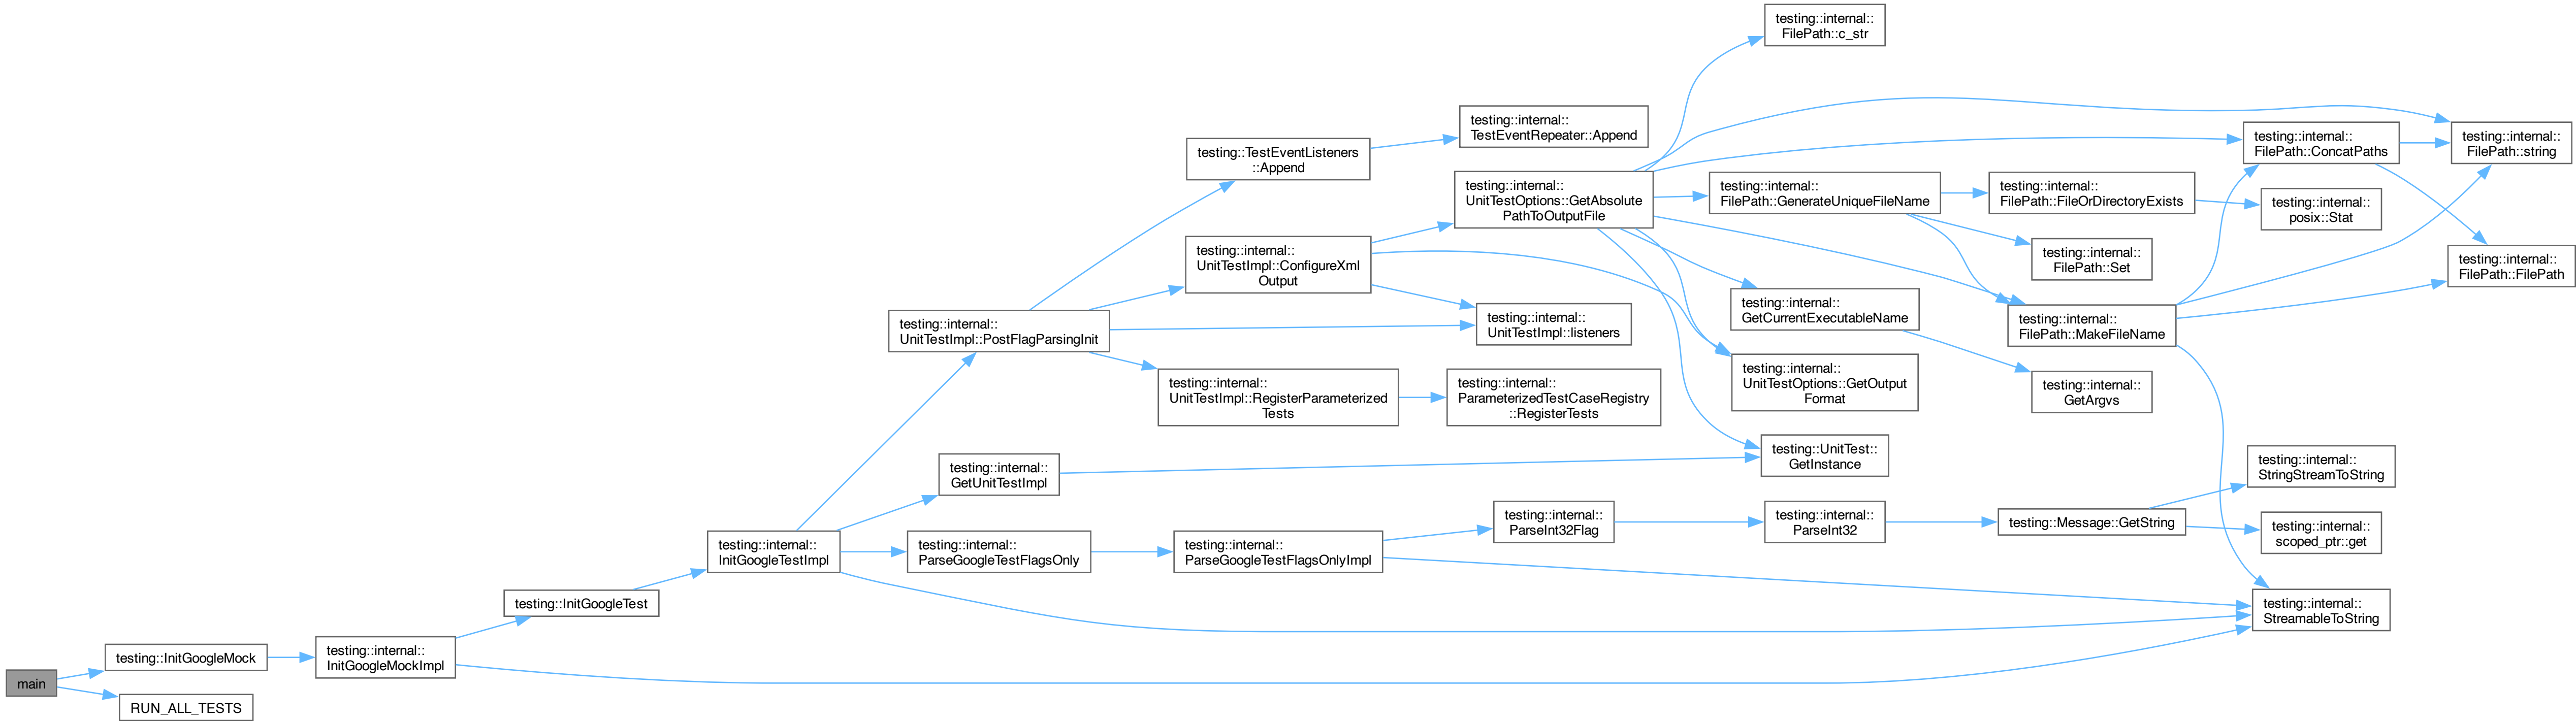 main
testing::InitGoogleMock
RUN_ALL_TESTS
testing::internal::
InitGoogleMockImpl
testing::InitGoogleTest
testing::internal::
InitGoogleTestImpl
testing::internal::
UnitTestImpl::PostFlagParsingInit
testing::internal::
GetUnitTestImpl
testing::internal::
ParseGoogleTestFlagsOnly
testing::TestEventListeners
::Append
testing::internal::
UnitTestImpl::ConfigureXml
Output
testing::internal::
UnitTestImpl::RegisterParameterized
Tests
testing::internal::
ParseGoogleTestFlagsOnlyImpl
testing::internal::
TestEventRepeater::Append
testing::internal::
UnitTestOptions::GetAbsolute
PathToOutputFile
testing::internal::
UnitTestImpl::listeners
testing::internal::
ParameterizedTestCaseRegistry
::RegisterTests
testing::internal::
ParseInt32Flag
testing::internal::
FilePath::c_str
testing::internal::
FilePath::GenerateUniqueFileName
testing::internal::
GetCurrentExecutableName
testing::internal::
UnitTestOptions::GetOutput
Format
testing::UnitTest::
GetInstance
testing::internal::
ParseInt32
testing::internal::
FilePath::FileOrDirectoryExists
testing::internal::
FilePath::Set
testing::internal::
FilePath::MakeFileName
testing::internal::
GetArgvs
testing::Message::GetString
testing::internal::
FilePath::ConcatPaths
testing::internal::
posix::Stat
testing::internal::
StringStreamToString
testing::internal::
scoped_ptr::get
testing::internal::
StreamableToString
testing::internal::
FilePath::string
testing::internal::
FilePath::FilePath